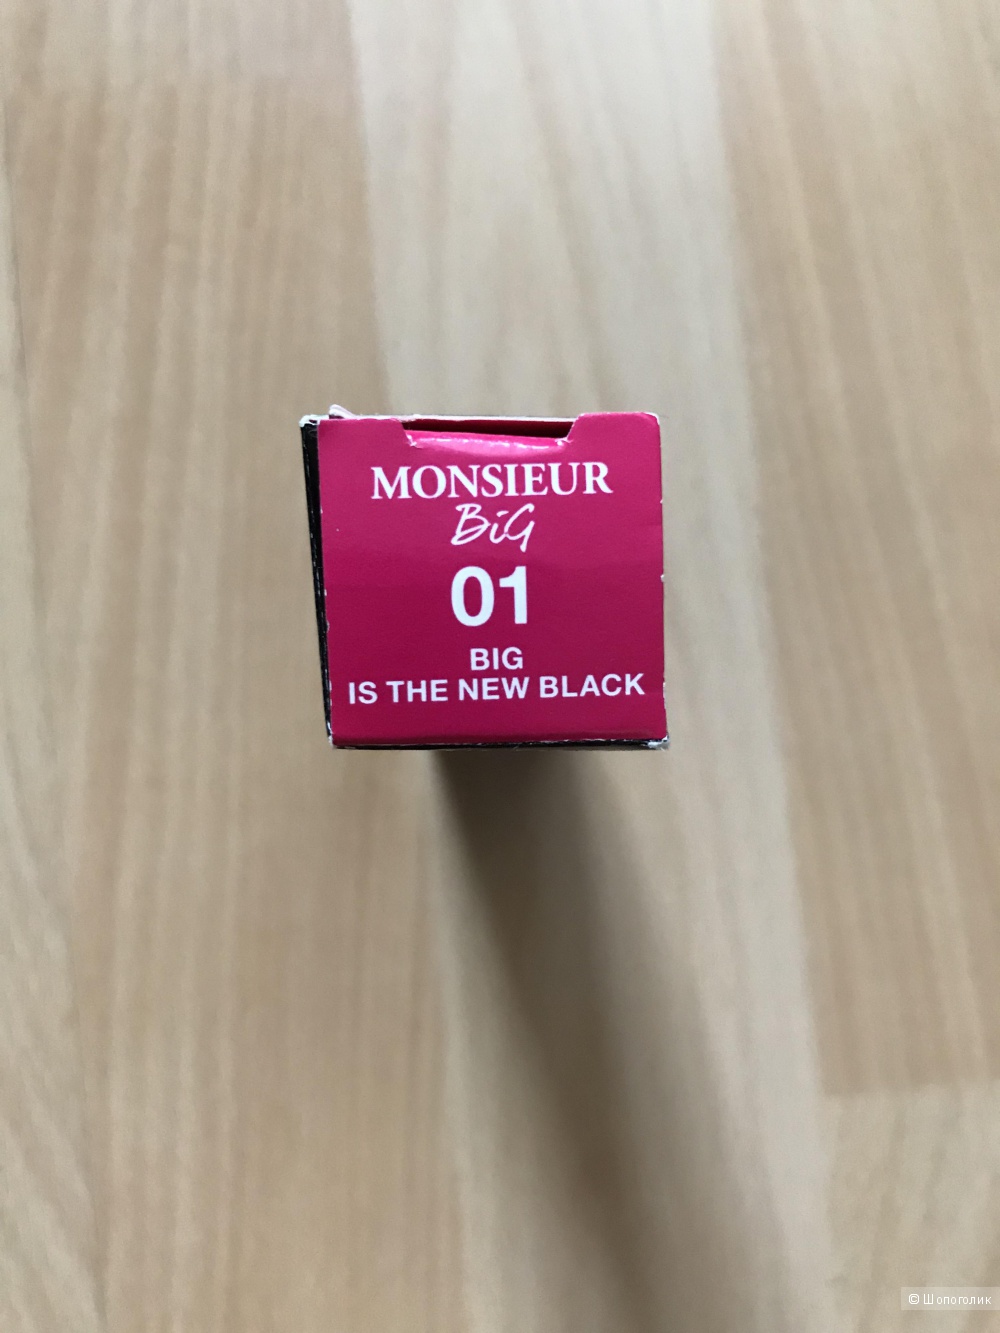 MONSIEUR
BiG
01
BIG
IS THE NEW BLACK
© Шопоголик